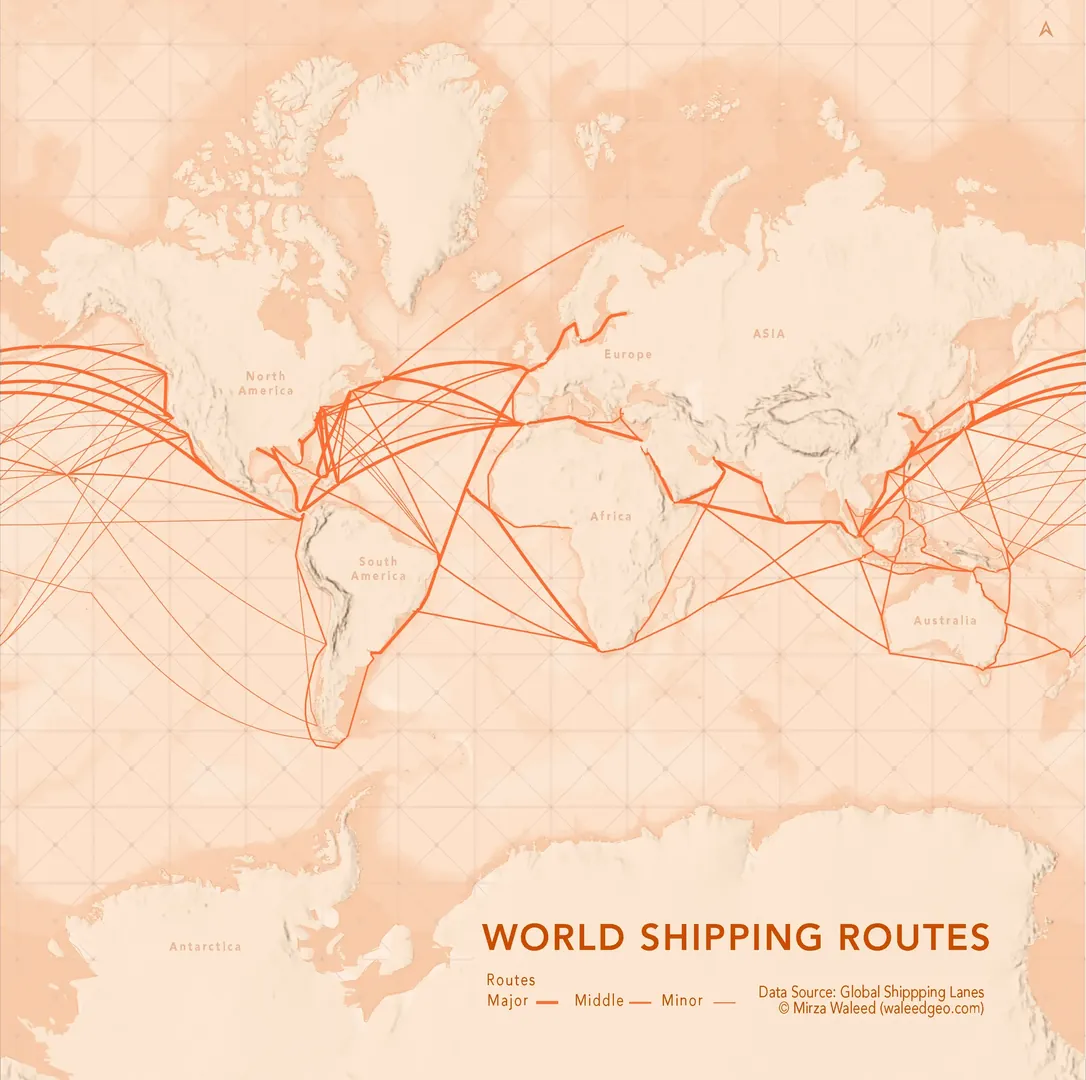 ASIA
Europe
North
America
Africa
South
America
Australia
Antarctica
WORLD SHIPPING ROUTES
Routes
Major
Middle
Minor
Data Source: Global Shippping Lanes
© Mirza Waleed (waleedgeo.com)